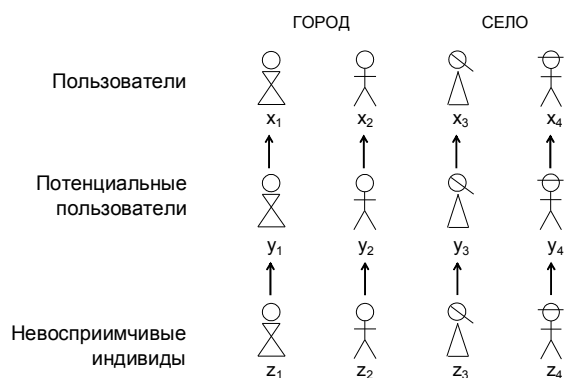 ГОРОД СЕЛО
Пользователи
x1 x2 x3 x4
Потенциальные
пользователи
y1 y2 y3 y4
Невосприимчивые
индивиды
z1 z2 z3 z4